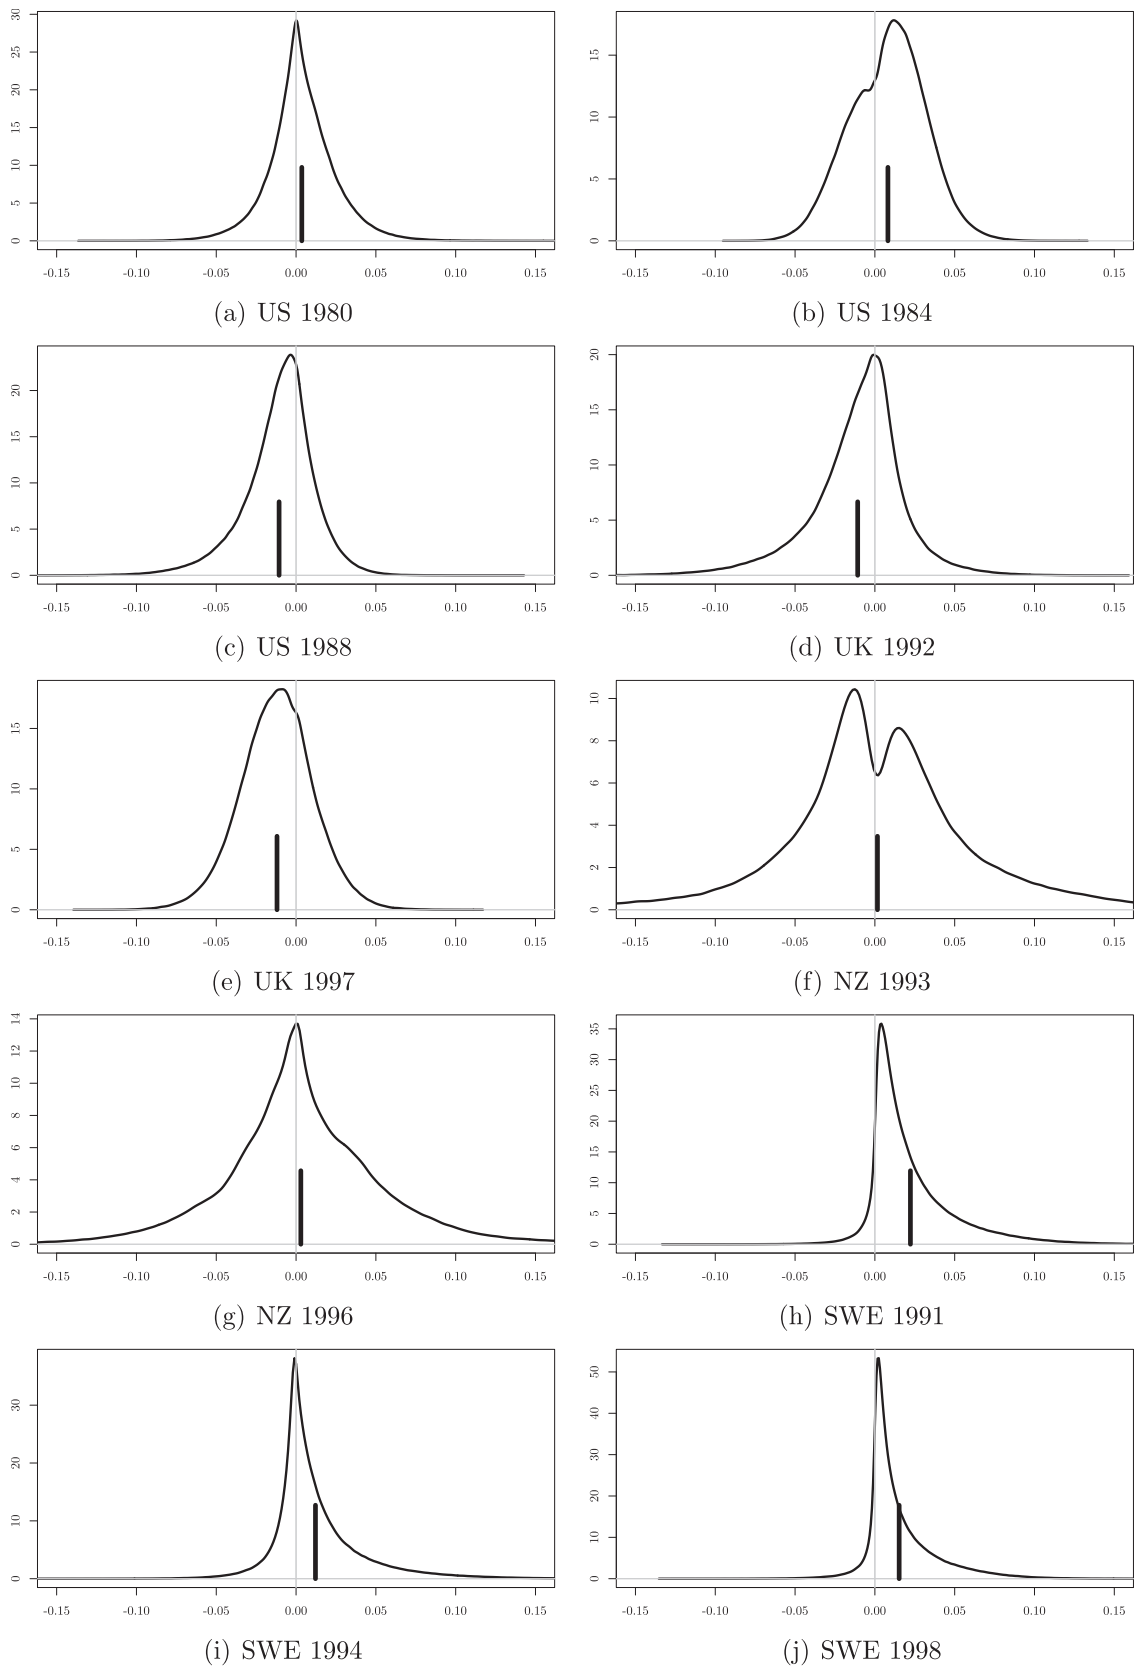 0 5 10 15 20 25 30
-0.15 -0.10 -0.05 0.00 0.05 0.10 0.15
(a) US 1980
0 5 10 15
-0.15 -0.10 -0.05 0.00 0.05 0.10 0.15
(b) US 1984
0 5 10 15 20
-0.15 -0.10 -0.05 0.00 0.05 0.10 0.15
(c) US 1988
0 5 10 15 20
-0.15 -0.10 -0.05 0.00 0.05 0.10 0.15
(d) UK 1992
0 5 10 15
-0.15 -0.10 -0.05 0.00 0.05 0.10 0.15
(e) UK 1997
0 2 4 6 8 10
-0.15 -0.10 -0.05 0.00 0.05 0.10 0.15
(f) NZ 1993
0 2 4 6 8 10 12 14
-0.15 -0.10 -0.05 0.00 0.05 0.10 0.15
(g) NZ 1996
0 5 10 15 20 25 30 35
-0.15 -0.10 -0.05 0.00 0.05 0.10 0.15
(h) SWE 1991
0 10 20 30
-0.15 -0.10 -0.05 0.00 0.05 0.10 0.15
(i) SWE 1994
0 10 20 30 40 50
-0.15 -0.10 -0.05 0.00 0.05 0.10 0.15
(j) SWE 1998